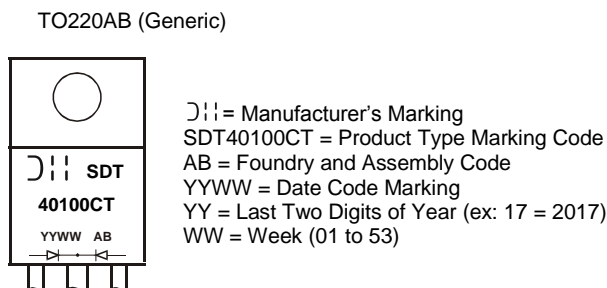 TO220AB (Generic)
SDT
40100CT
YYWW AB
= Manufacturer's Marking
SDT40100CT = Product Type Marking Code
AB = Foundry and Assembly Code
YYWW = Date Code Marking
YY = Last Two Digits of Year (ex: 17 = 2017)
WW = Week (01 to 53)